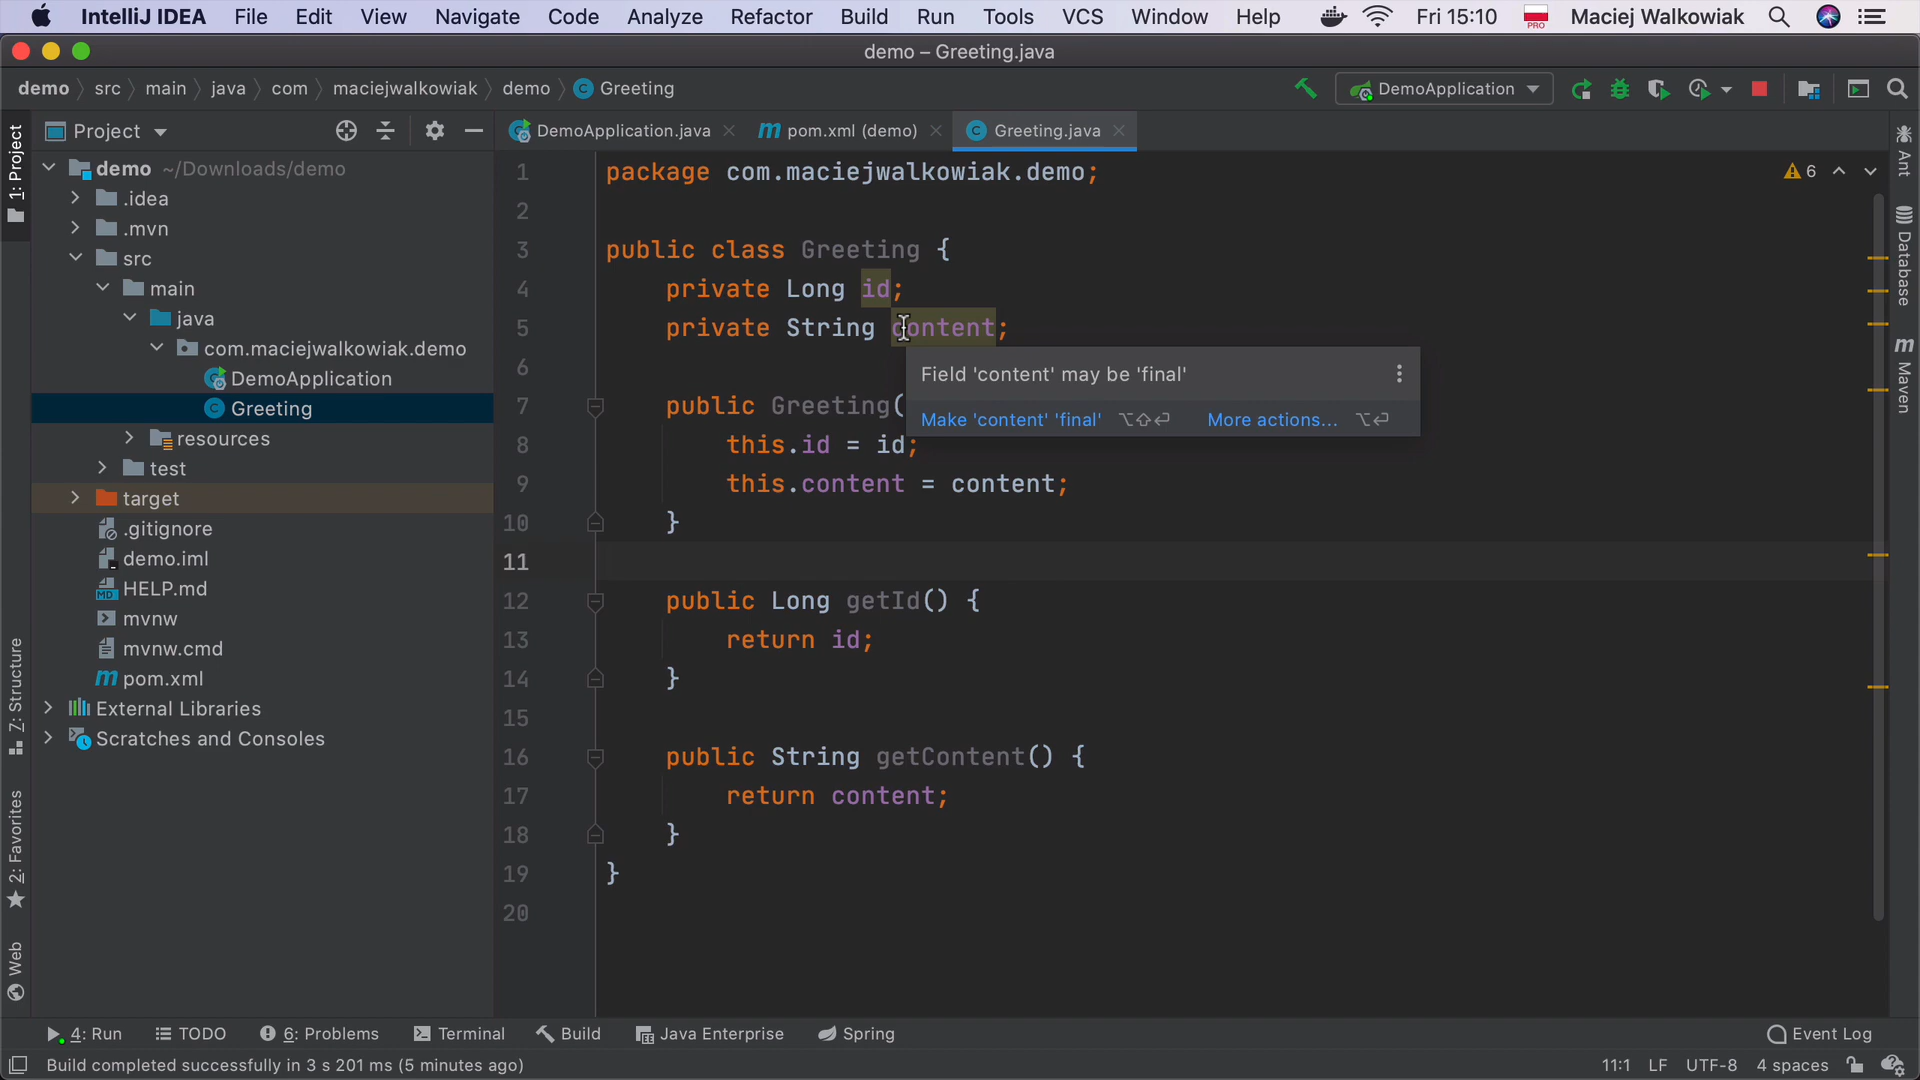 IntelliJ IDEA File Edit View Navigate Code Analyze Refactor Build Run Tools VCS Window Help Fri 15:10 PRO Maciej Walkowiak
demo – Greeting.java
demo src main java com maciejwalkowiak demo Greeting DemoApplication
Project
DemoApplication.java pom.xml (demo) Greeting.java
1: Project
demo ~/Downloads/demo
.idea
.mvn
src
main
java
com.maciejwalkowiak.demo
DemoApplication
Greeting
resources
test
target
.gitignore
demo.iml
HELP.md
mvnw
mvnw.cmd
pom.xml
External Libraries
Scratches and Consoles
Z: Structure
2: Favorites
Web
1 package com.maciejwalkowiak.demo;
2
3 public class Greeting {
4 private Long id;
5 private String content;
6
7 public Greeting(
8 this.id = id;
9 this.content = content;
10 }
11
12 public Long getId() {
13 return id;
14 }
15
16 public String getContent() {
17 return content;
18 }
19 }
20
Field 'content' may be 'final'
Make 'content' 'final' ⌥⇧⏎ More actions... ⌥⏎
6
Ant
Database
Maven
4: Run TODO 6: Problems Terminal Build Java Enterprise Spring Event Log
Build completed successfully in 3 s 201 ms (5 minutes ago) 11:1 LF UTF-8 4 spaces